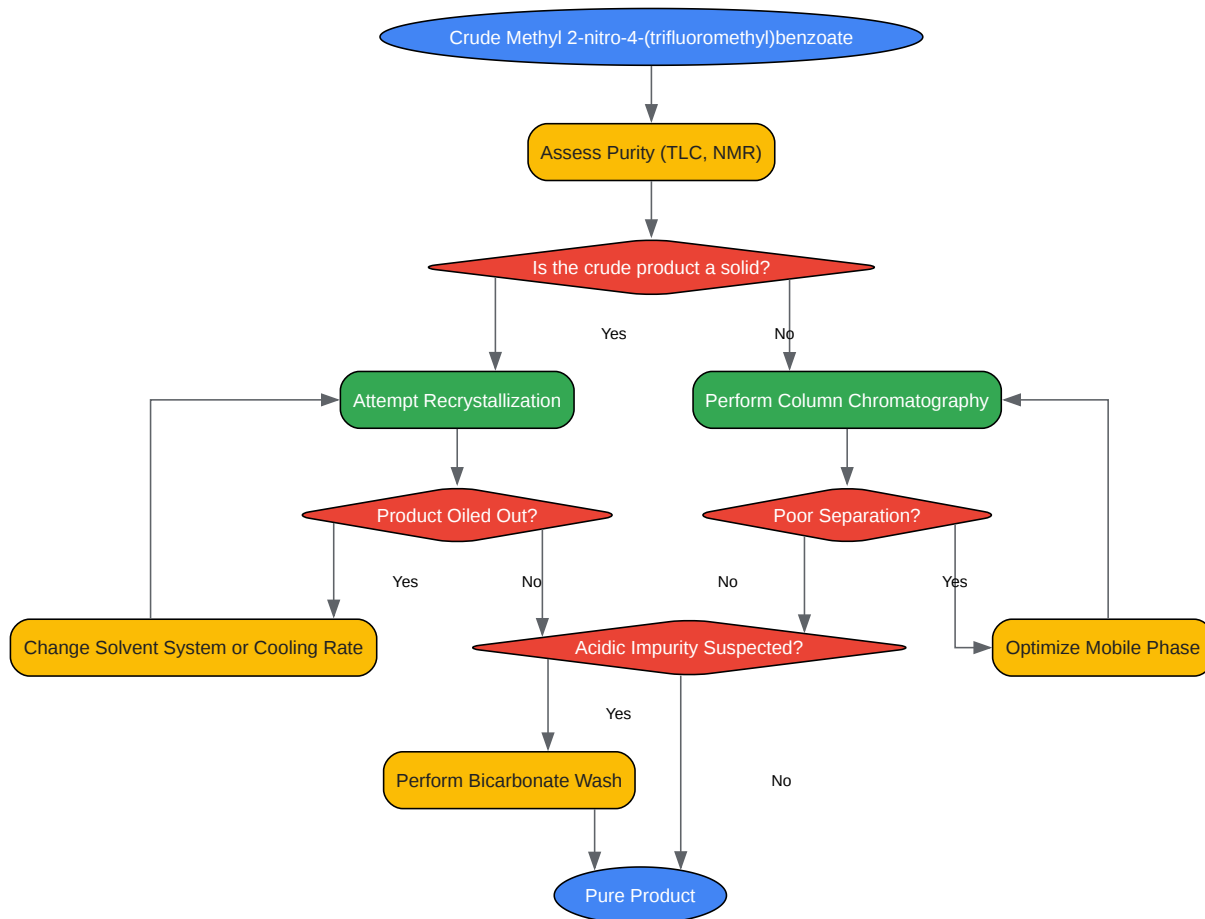 Crude Methyl 2-nitro-4-(trifluoromethyl)benzoate
Assess Purity (TLC, NMR)
Is the crude product a solid?
Yes
No
Attempt Recrystallization
Perform Column Chromatography
Product Oiled Out?
Poor Separation?
Yes
No
No
Yes
Change Solvent System or Cooling Rate
Acidic Impurity Suspected?
Optimize Mobile Phase
Yes
Perform Bicarbonate Wash
No
Pure Product